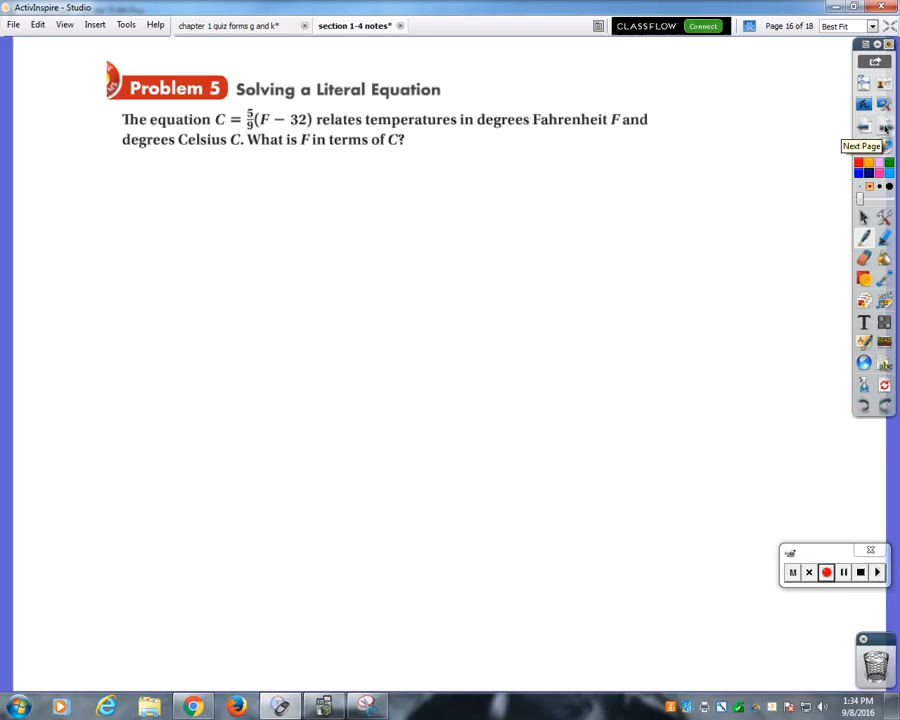 ActivInspire - Studio
File Edit View Insert Tools Help
chapter 1 quiz forms g and k*
section 1-4 notes*
CLASSFLOW Connect
Page 16 of 18
Best Fit
Problem 5 Solving a Literal Equation
The equation C = 5/9(F − 32) relates temperatures in degrees Fahrenheit F and
degrees Celsius C. What is F in terms of C?
Next Page
T
abc
M
1:34 PM
9/8/2016